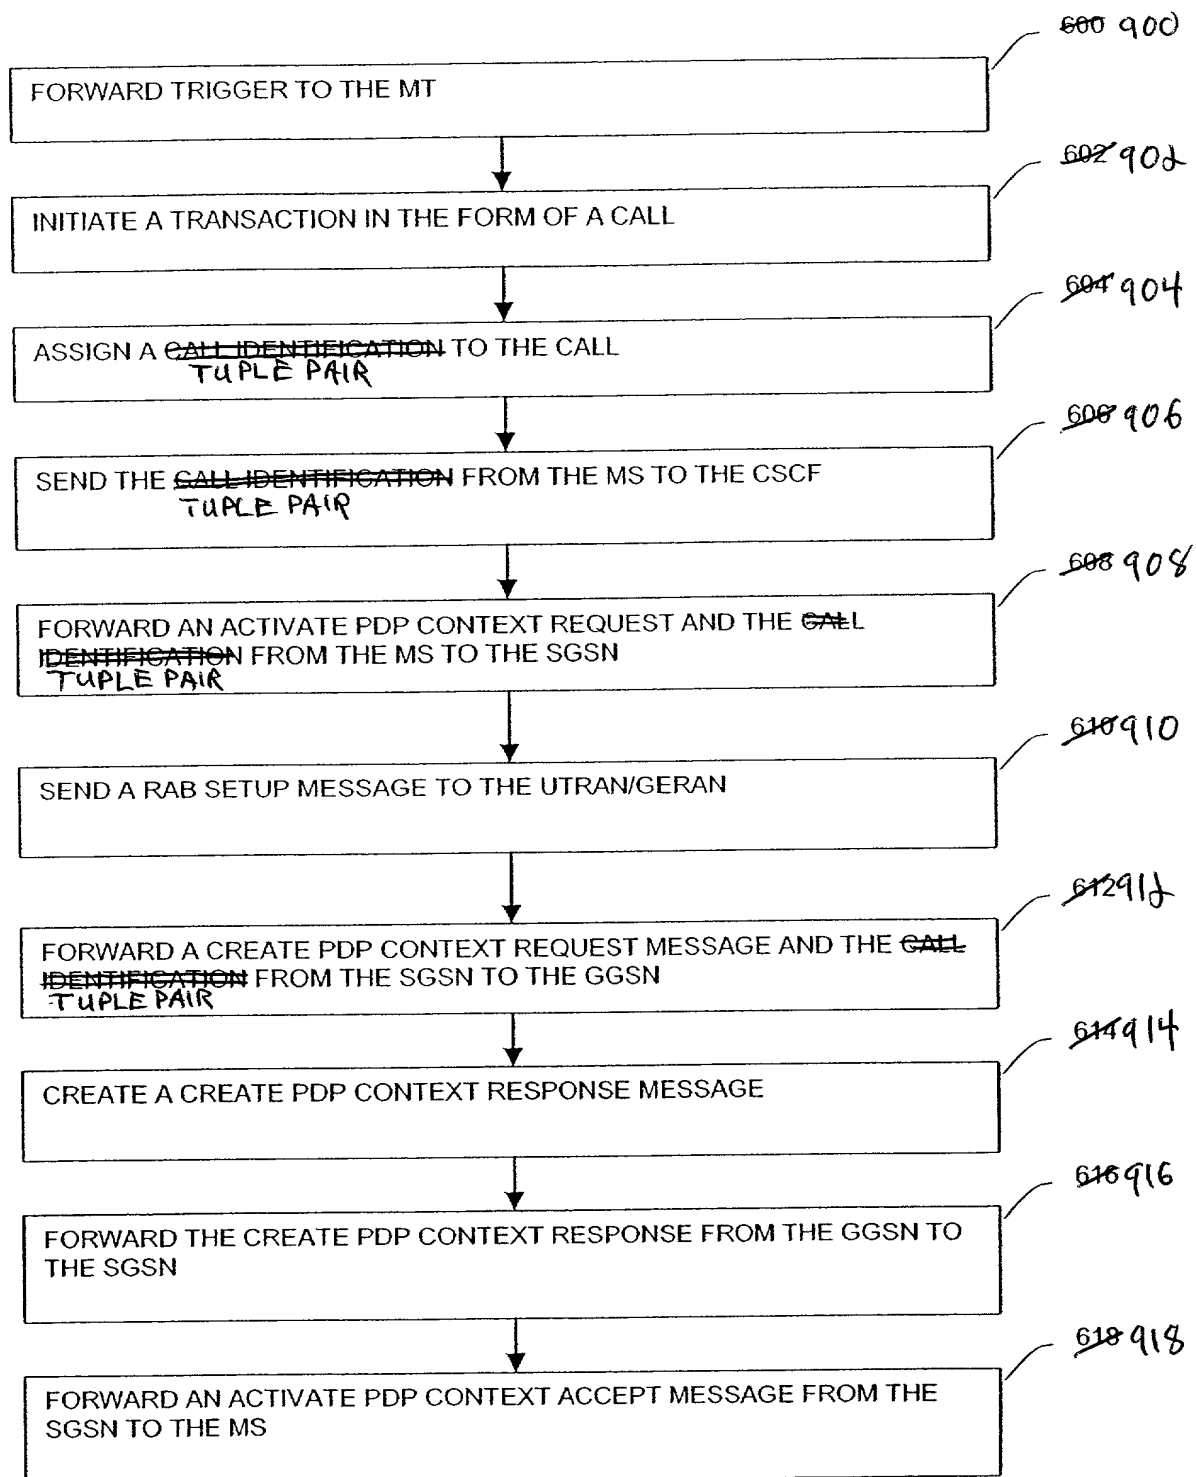 600 900
FORWARD TRIGGER TO THE MT
602 902
INITIATE A TRANSACTION IN THE FORM OF A CALL
604 904
ASSIGN A CALL IDENTIFICATION TO THE CALL
TUPLE PAIR
606 906
SEND THE CALL IDENTIFICATION FROM THE MS TO THE CSCF
TUPLE PAIR
608 908
FORWARD AN ACTIVATE PDP CONTEXT REQUEST AND THE CALL
IDENTIFICATION FROM THE MS TO THE SGSN
TUPLE PAIR
610 910
SEND A RAB SETUP MESSAGE TO THE UTRAN/GERAN
612 912
FORWARD A CREATE PDP CONTEXT REQUEST MESSAGE AND THE CALL
IDENTIFICATION FROM THE SGSN TO THE GGSN
TUPLE PAIR
614 914
CREATE A CREATE PDP CONTEXT RESPONSE MESSAGE
616 916
FORWARD THE CREATE PDP CONTEXT RESPONSE FROM THE GGSN TO
THE SGSN
618 918
FORWARD AN ACTIVATE PDP CONTEXT ACCEPT MESSAGE FROM THE
SGSN TO THE MS